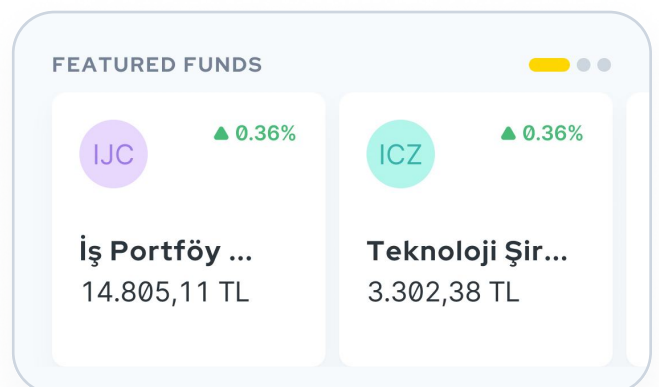 FEATURED FUNDS
IJC
▲ 0.36%
İş Portföy ...
14.805,11 TL
ICZ
▲ 0.36%
Teknoloji Şir...
3.302,38 TL